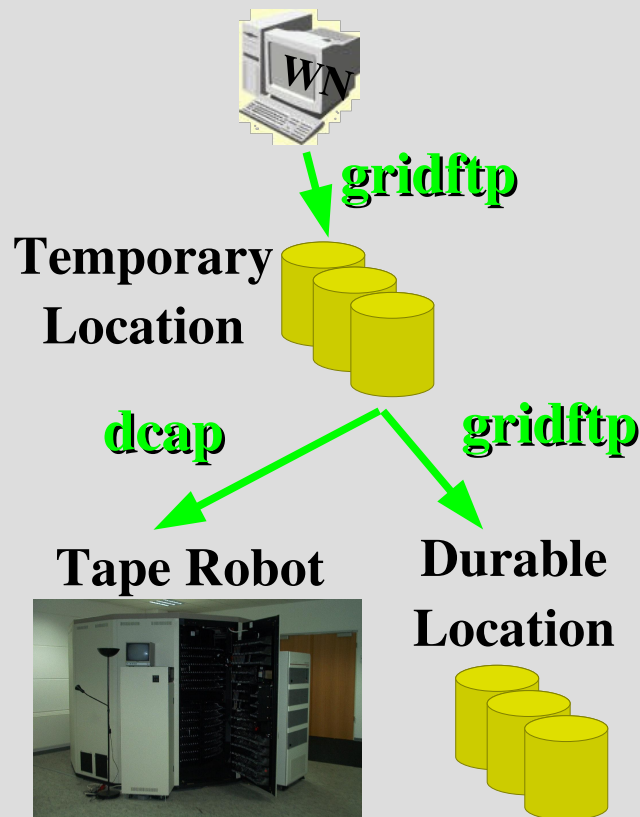 WN
gridftp
Temporary
Location
dcap
gridftp
Tape Robot
Durable
Location